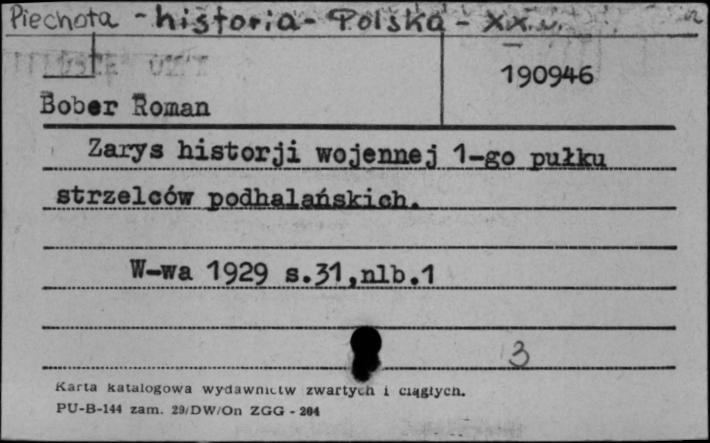 Piechota - historia - Polska - XX w.
190946
Bober Roman
Zarys historji wojennej 1-go pułku
strzelców podhalańskich.
W-wa 1929 s.31,nlb.1
3
Karta katalogowa wydawnictw zwartych i ciągłych.
PU-B-144 zam. 29/DW/On ZGG - 204